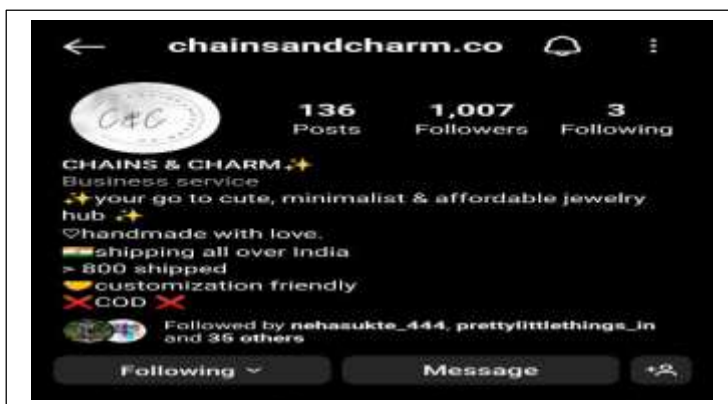 chainsandcharm.co
C&C
136 1,007 3
Posts Followers Following
CHAINS & CHARM✨
Business service
✨your go to cute, minimalist & affordable jewelry
hub ✨
♡handmade with love.
🇮🇳shipping all over India
> 800 shipped
🤝customization friendly
❌COD ❌
Followed by nehasukte_444, prettylittlethings_in
and 35 others
Following
Message